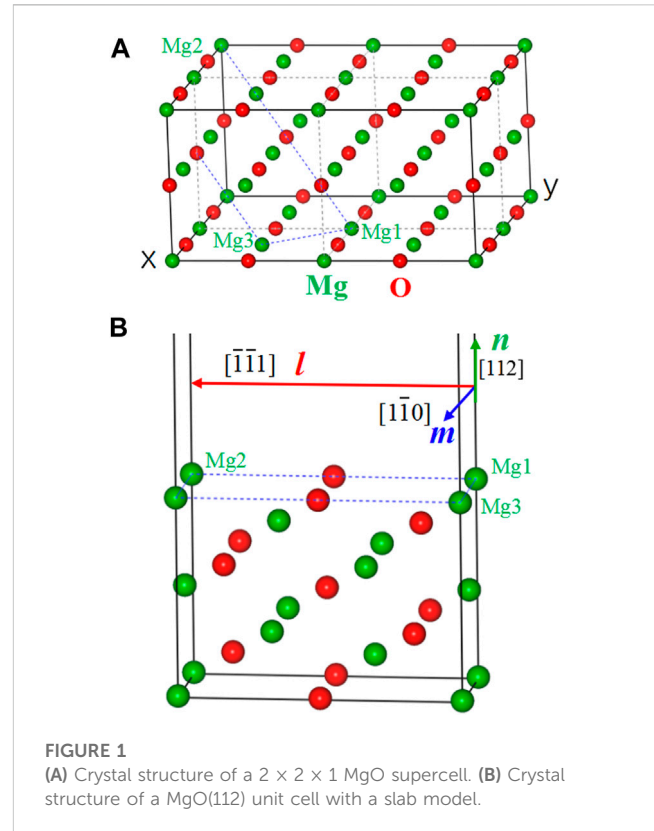 A
Mg2
y
Mg1
Mg3
x
Mg
O
B
n
[1̄1̄1]
l
[112]
[11̄0]
m
Mg2
Mg1
Mg3
FIGURE 1
(A) Crystal structure of a 2 × 2 × 1 MgO supercell. (B) Crystal
structure of a MgO(112) unit cell with a slab model.